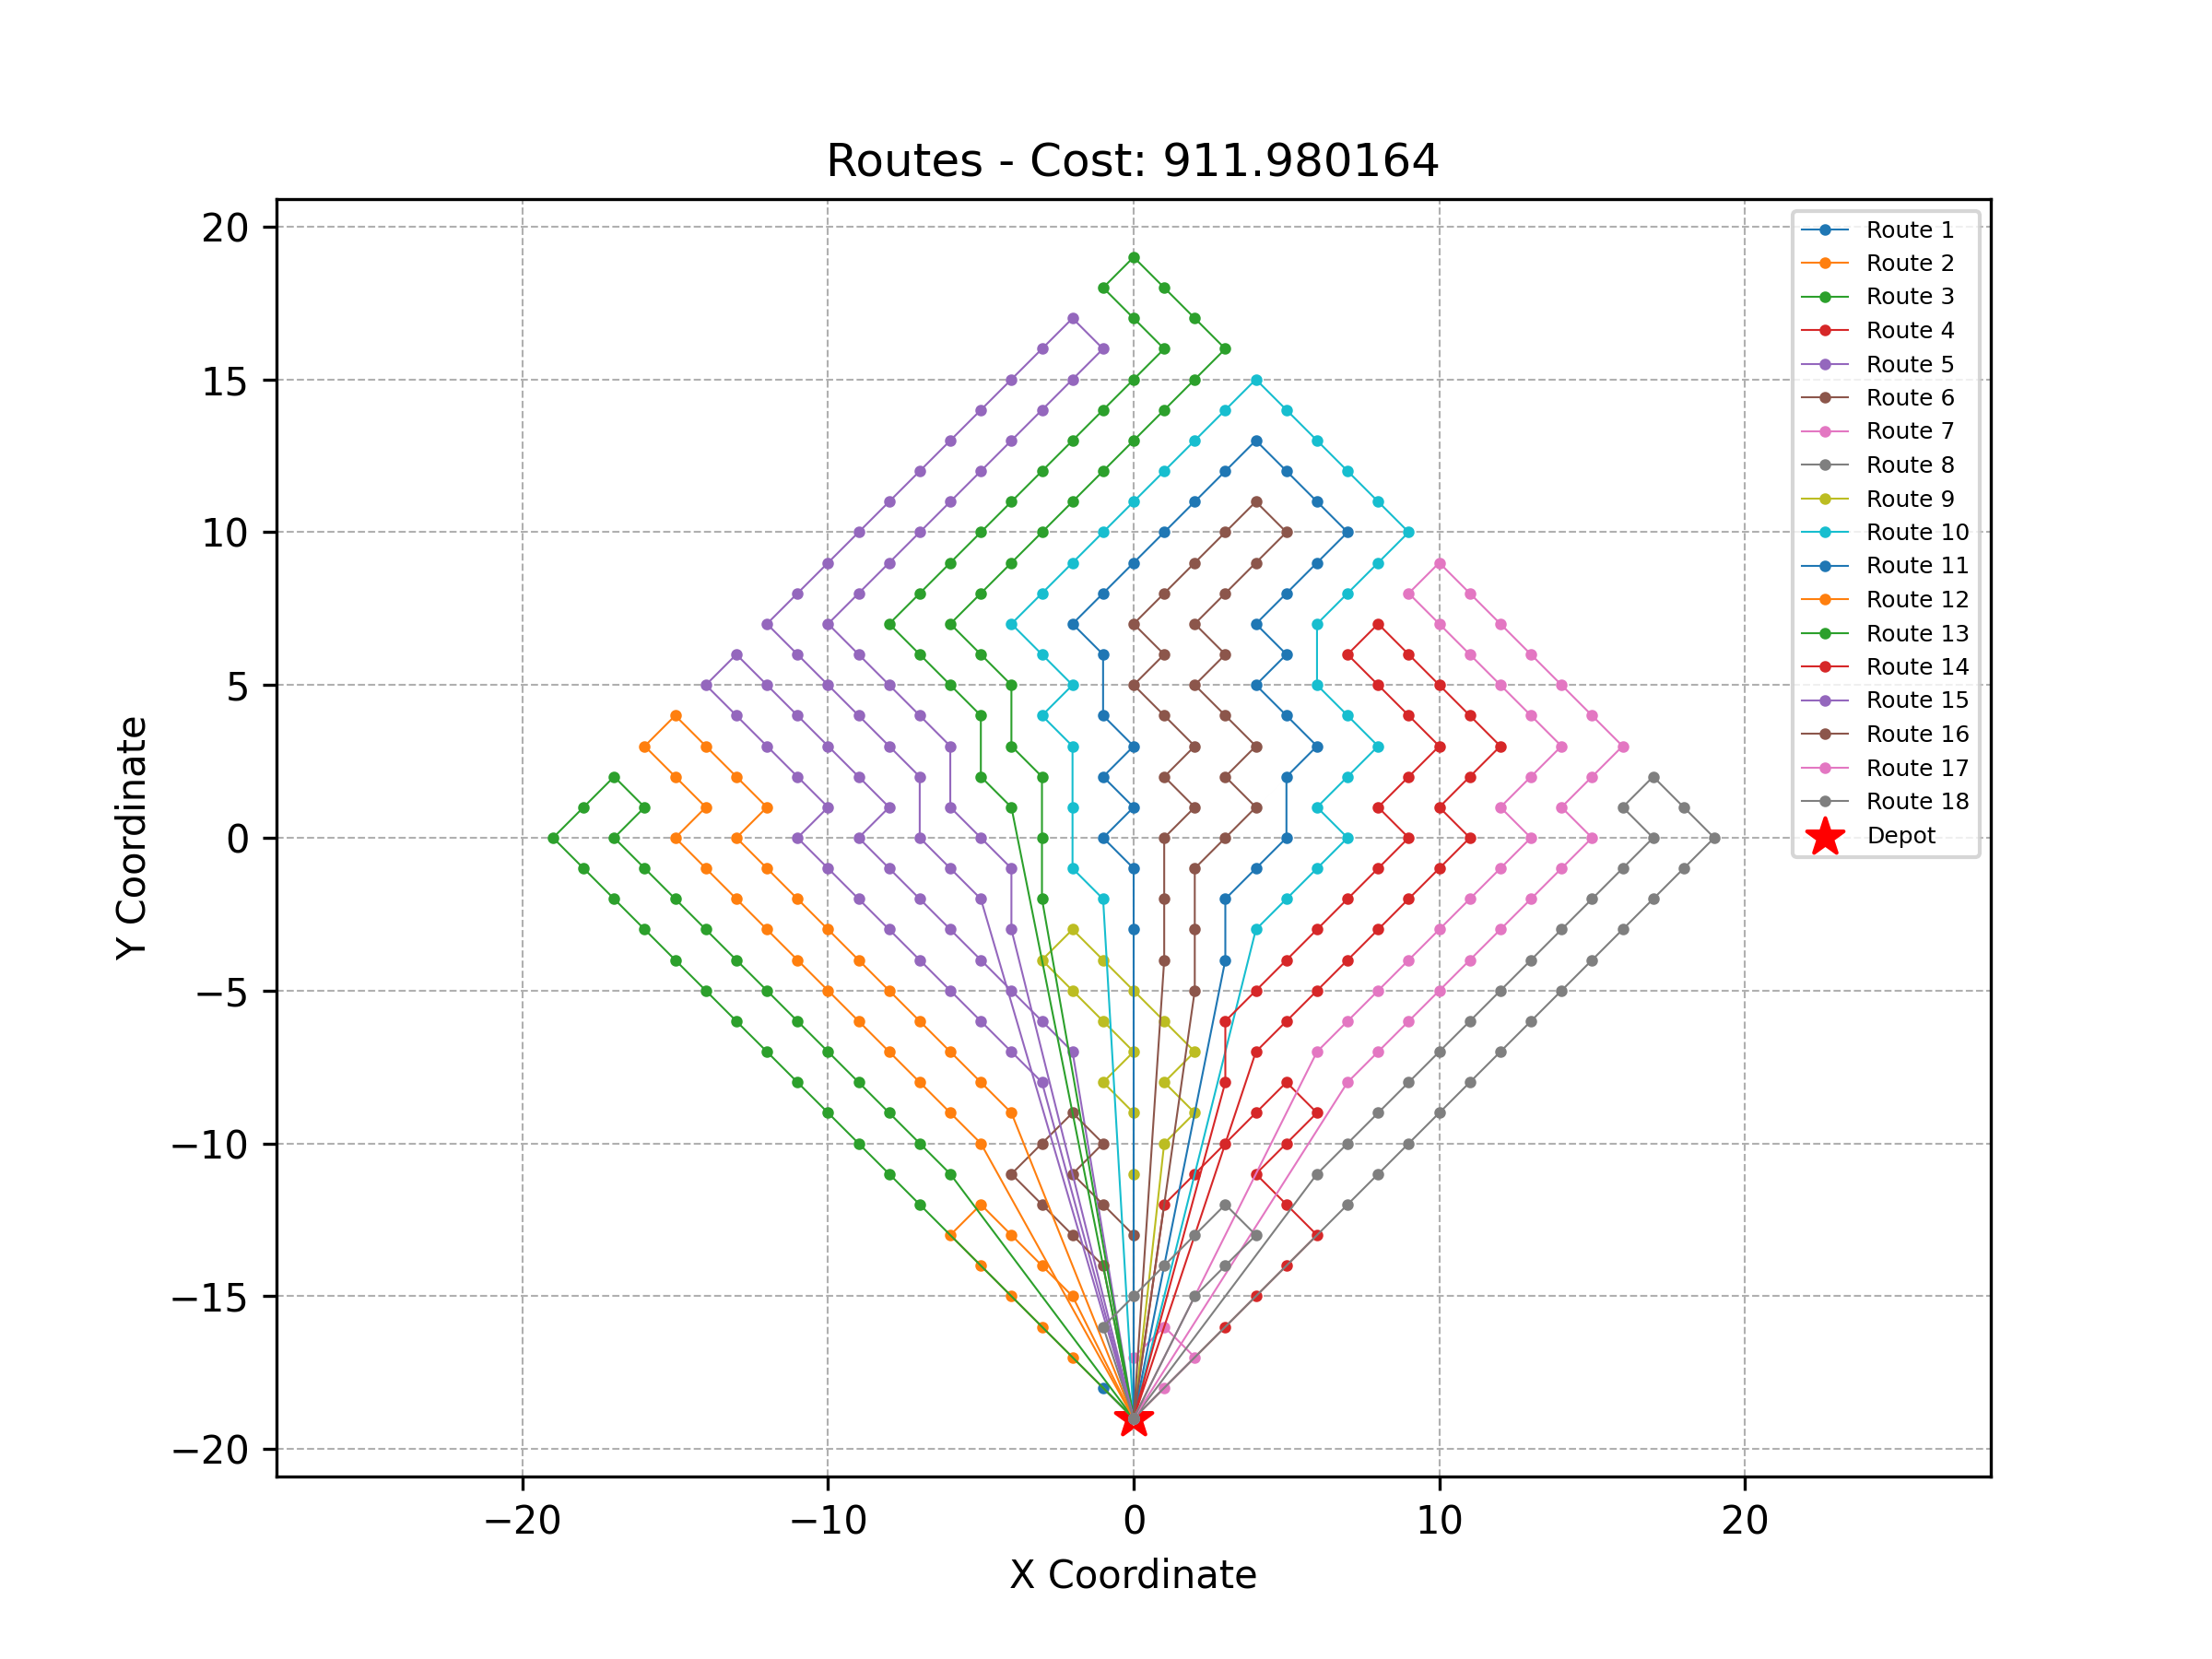 Routes - Cost: 911.980164
Y Coordinate
20
15
10
5
0
−5
−10
−15
−20
−20
−10
0
10
20
X Coordinate
Route 1
Route 2
Route 3
Route 4
Route 5
Route 6
Route 7
Route 8
Route 9
Route 10
Route 11
Route 12
Route 13
Route 14
Route 15
Route 16
Route 17
Route 18
Depot